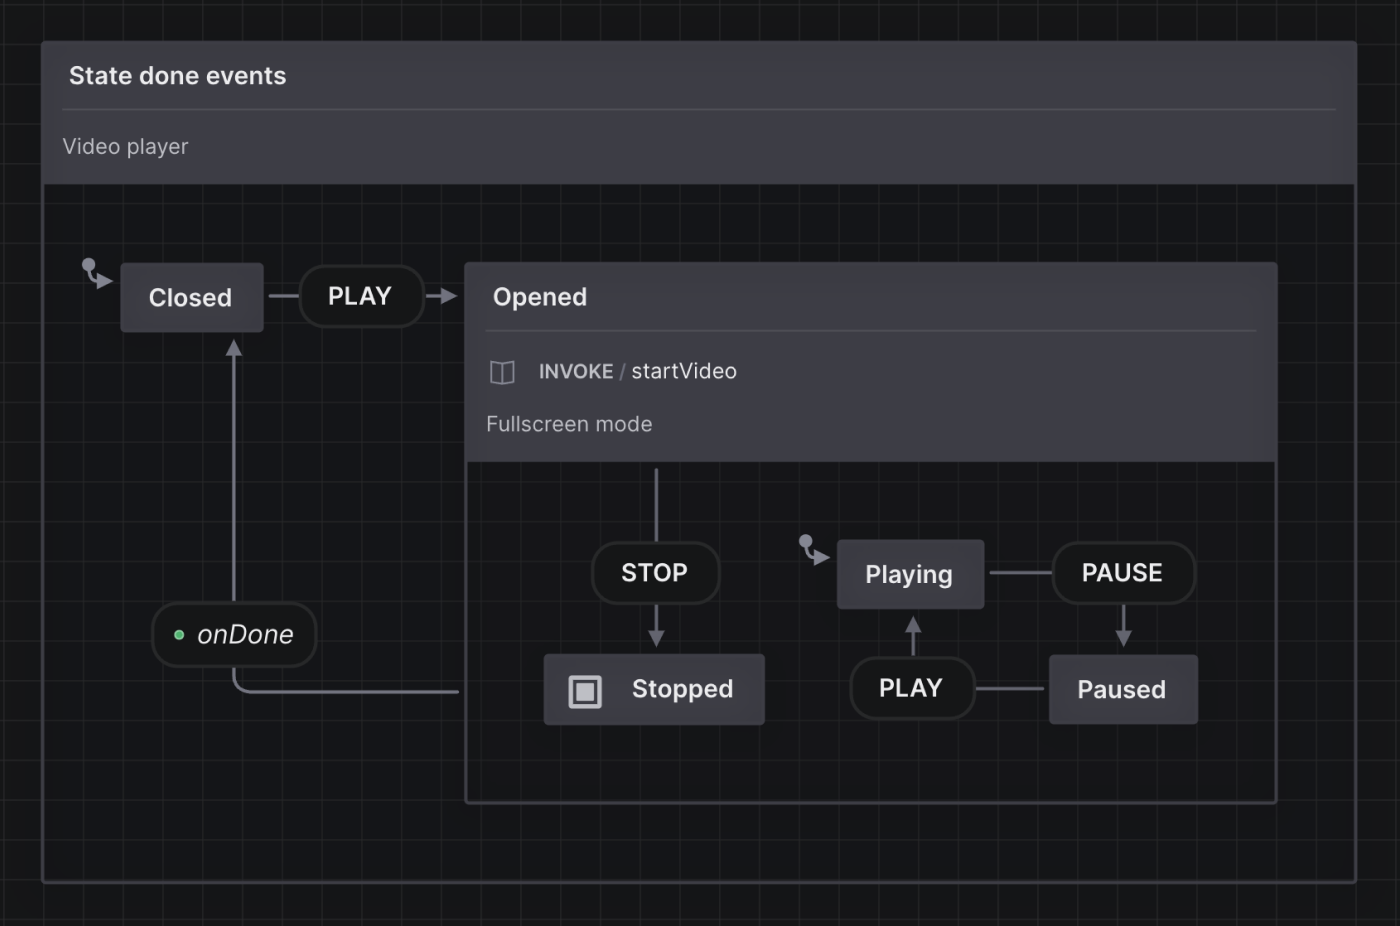 State done events
Video player
Closed
PLAY
Opened
INVOKE / startVideo
Fullscreen mode
STOP
Playing
PAUSE
onDone
Stopped
PLAY
Paused